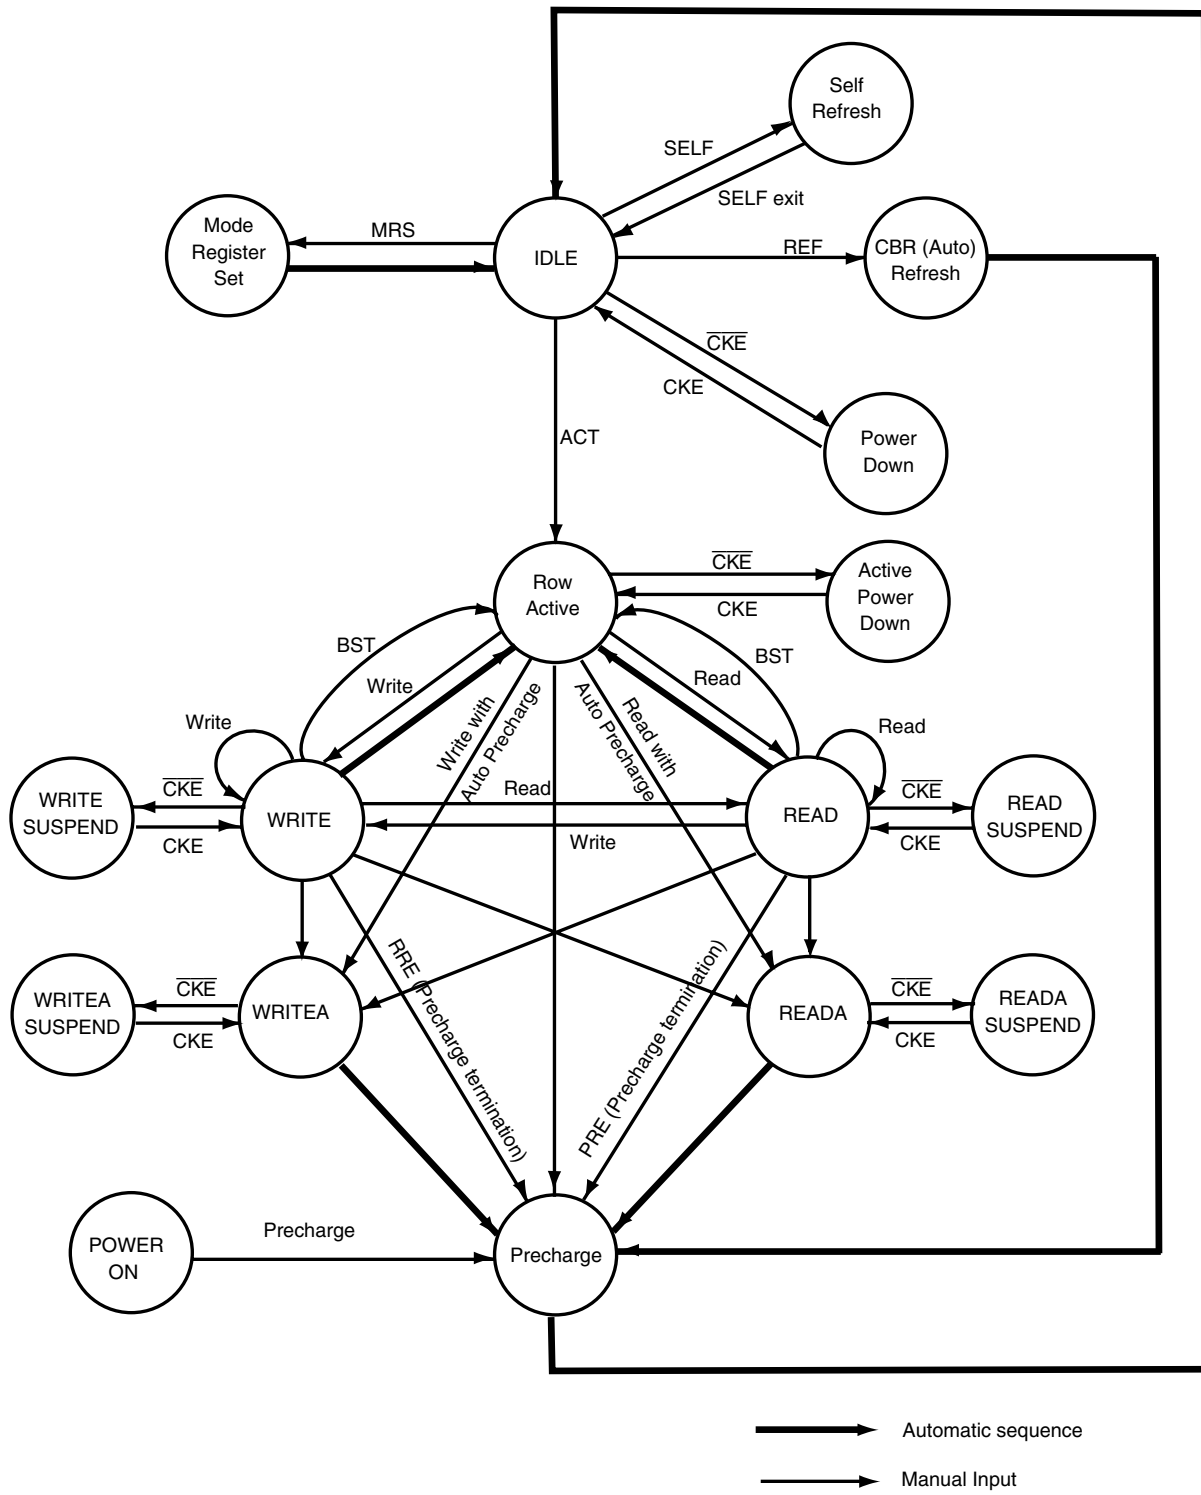 Self
Refresh
SELF
SELF exit
Mode
Register
Set
MRS
IDLE
REF
CBR (Auto)
Refresh
CKE
CKE
Power
Down
ACT
Row
Active
CKE
CKE
Active
Power
Down
BST
Write
Write with
Auto Precharge
Read with
Auto Precharge
Read
BST
Write
Read
WRITE
SUSPEND
CKE
CKE
WRITE
Read
Write
READ
CKE
CKE
READ
SUSPEND
RRE (Precharge termination)
PRE (Precharge termination)
WRITEA
SUSPEND
CKE
CKE
WRITEA
READA
CKE
CKE
READA
SUSPEND
POWER
ON
Precharge
Precharge
Automatic sequence
Manual Input